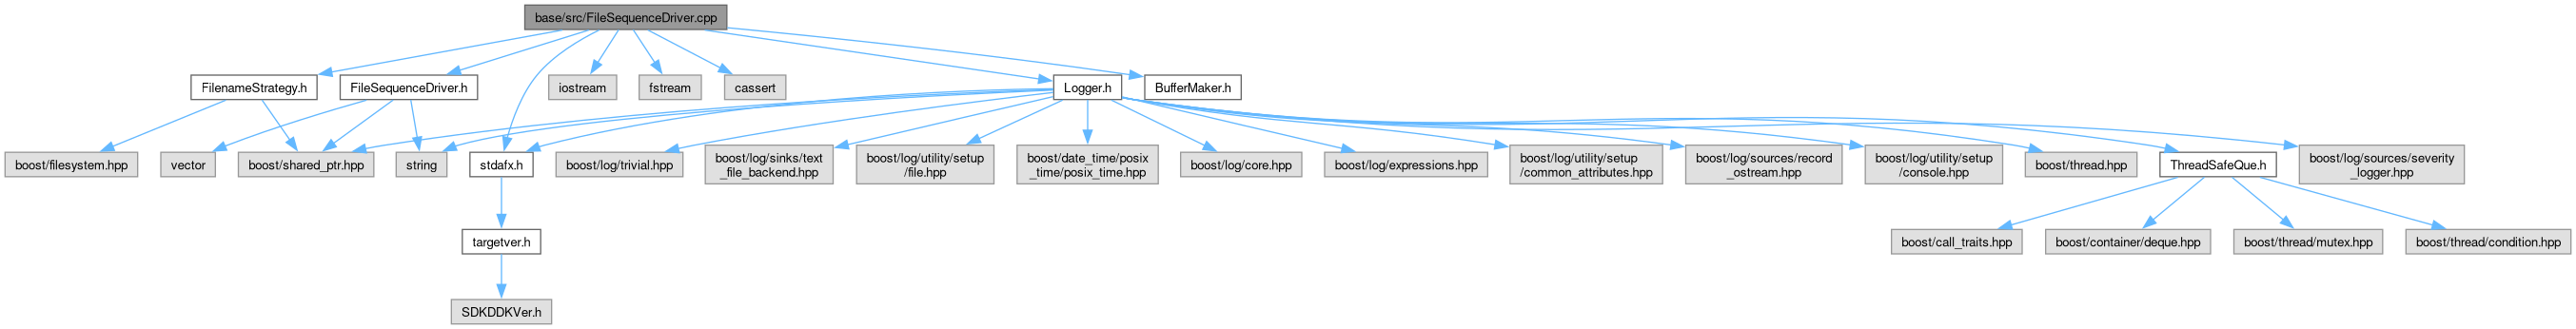 base/src/FileSequenceDriver.cpp
FilenameStrategy.h
FileSequenceDriver.h
iostream
fstream
cassert
Logger.h
BufferMaker.h
boost/filesystem.hpp
vector
boost/shared_ptr.hpp
string
stdafx.h
boost/log/trivial.hpp
boost/log/sinks/text
_file_backend.hpp
boost/log/utility/setup
/file.hpp
boost/date_time/posix
_time/posix_time.hpp
boost/log/core.hpp
boost/log/expressions.hpp
boost/log/utility/setup
/common_attributes.hpp
boost/log/sources/record
_ostream.hpp
boost/log/utility/setup
/console.hpp
boost/thread.hpp
ThreadSafeQue.h
boost/log/sources/severity
_logger.hpp
targetver.h
boost/call_traits.hpp
boost/container/deque.hpp
boost/thread/mutex.hpp
boost/thread/condition.hpp
SDKDDKVer.h